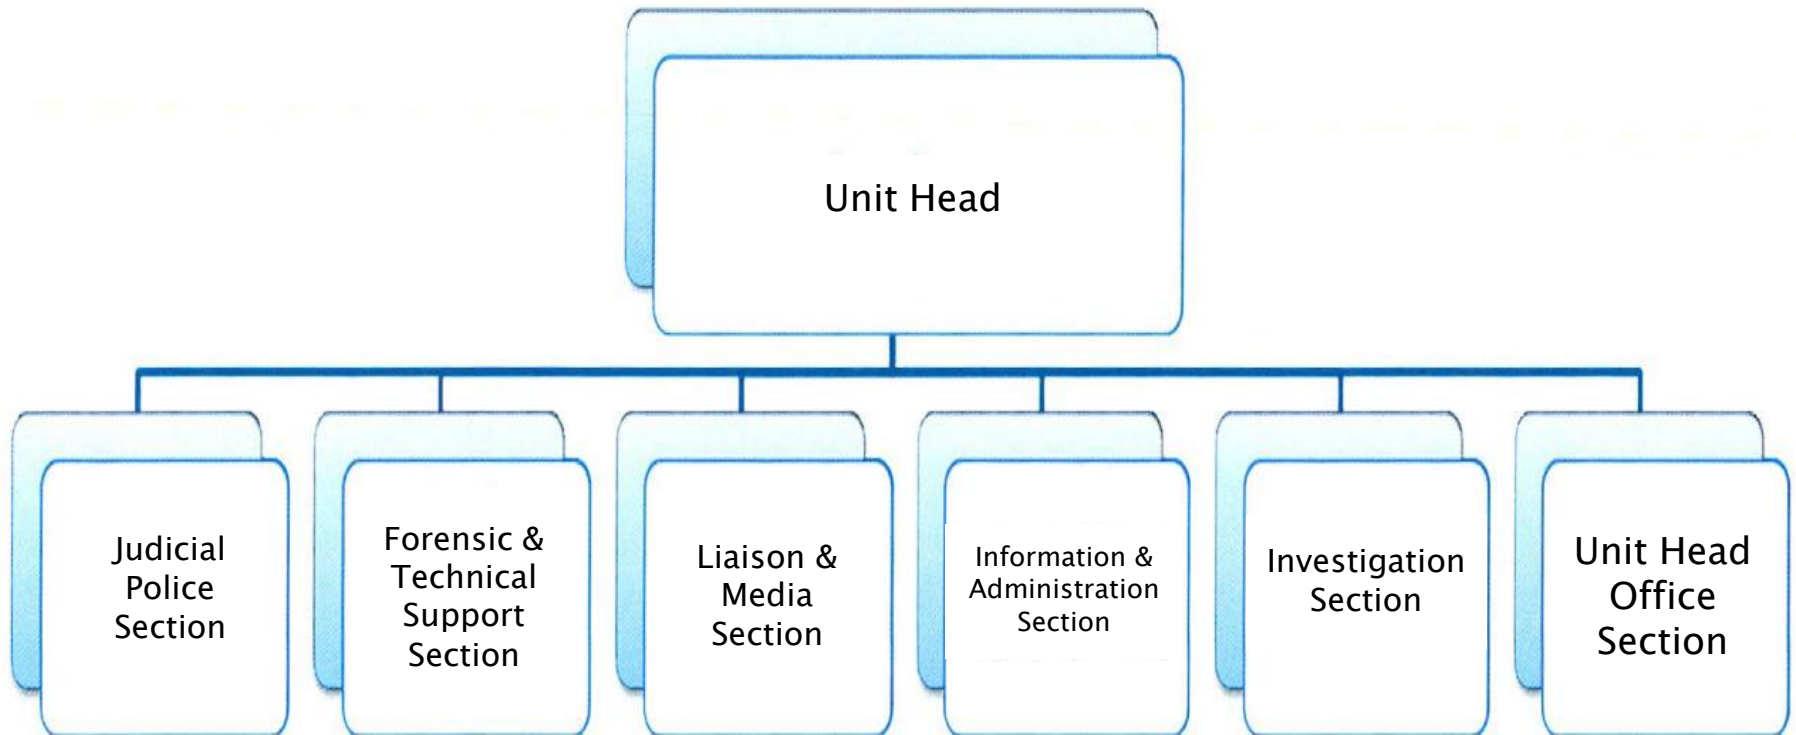 Unit Head
Judicial
Police
Section
Forensic &
Technical
Support
Section
Liaison &
Media
Section
Information &
Administration
Section
Investigation
Section
Unit Head
Office
Section